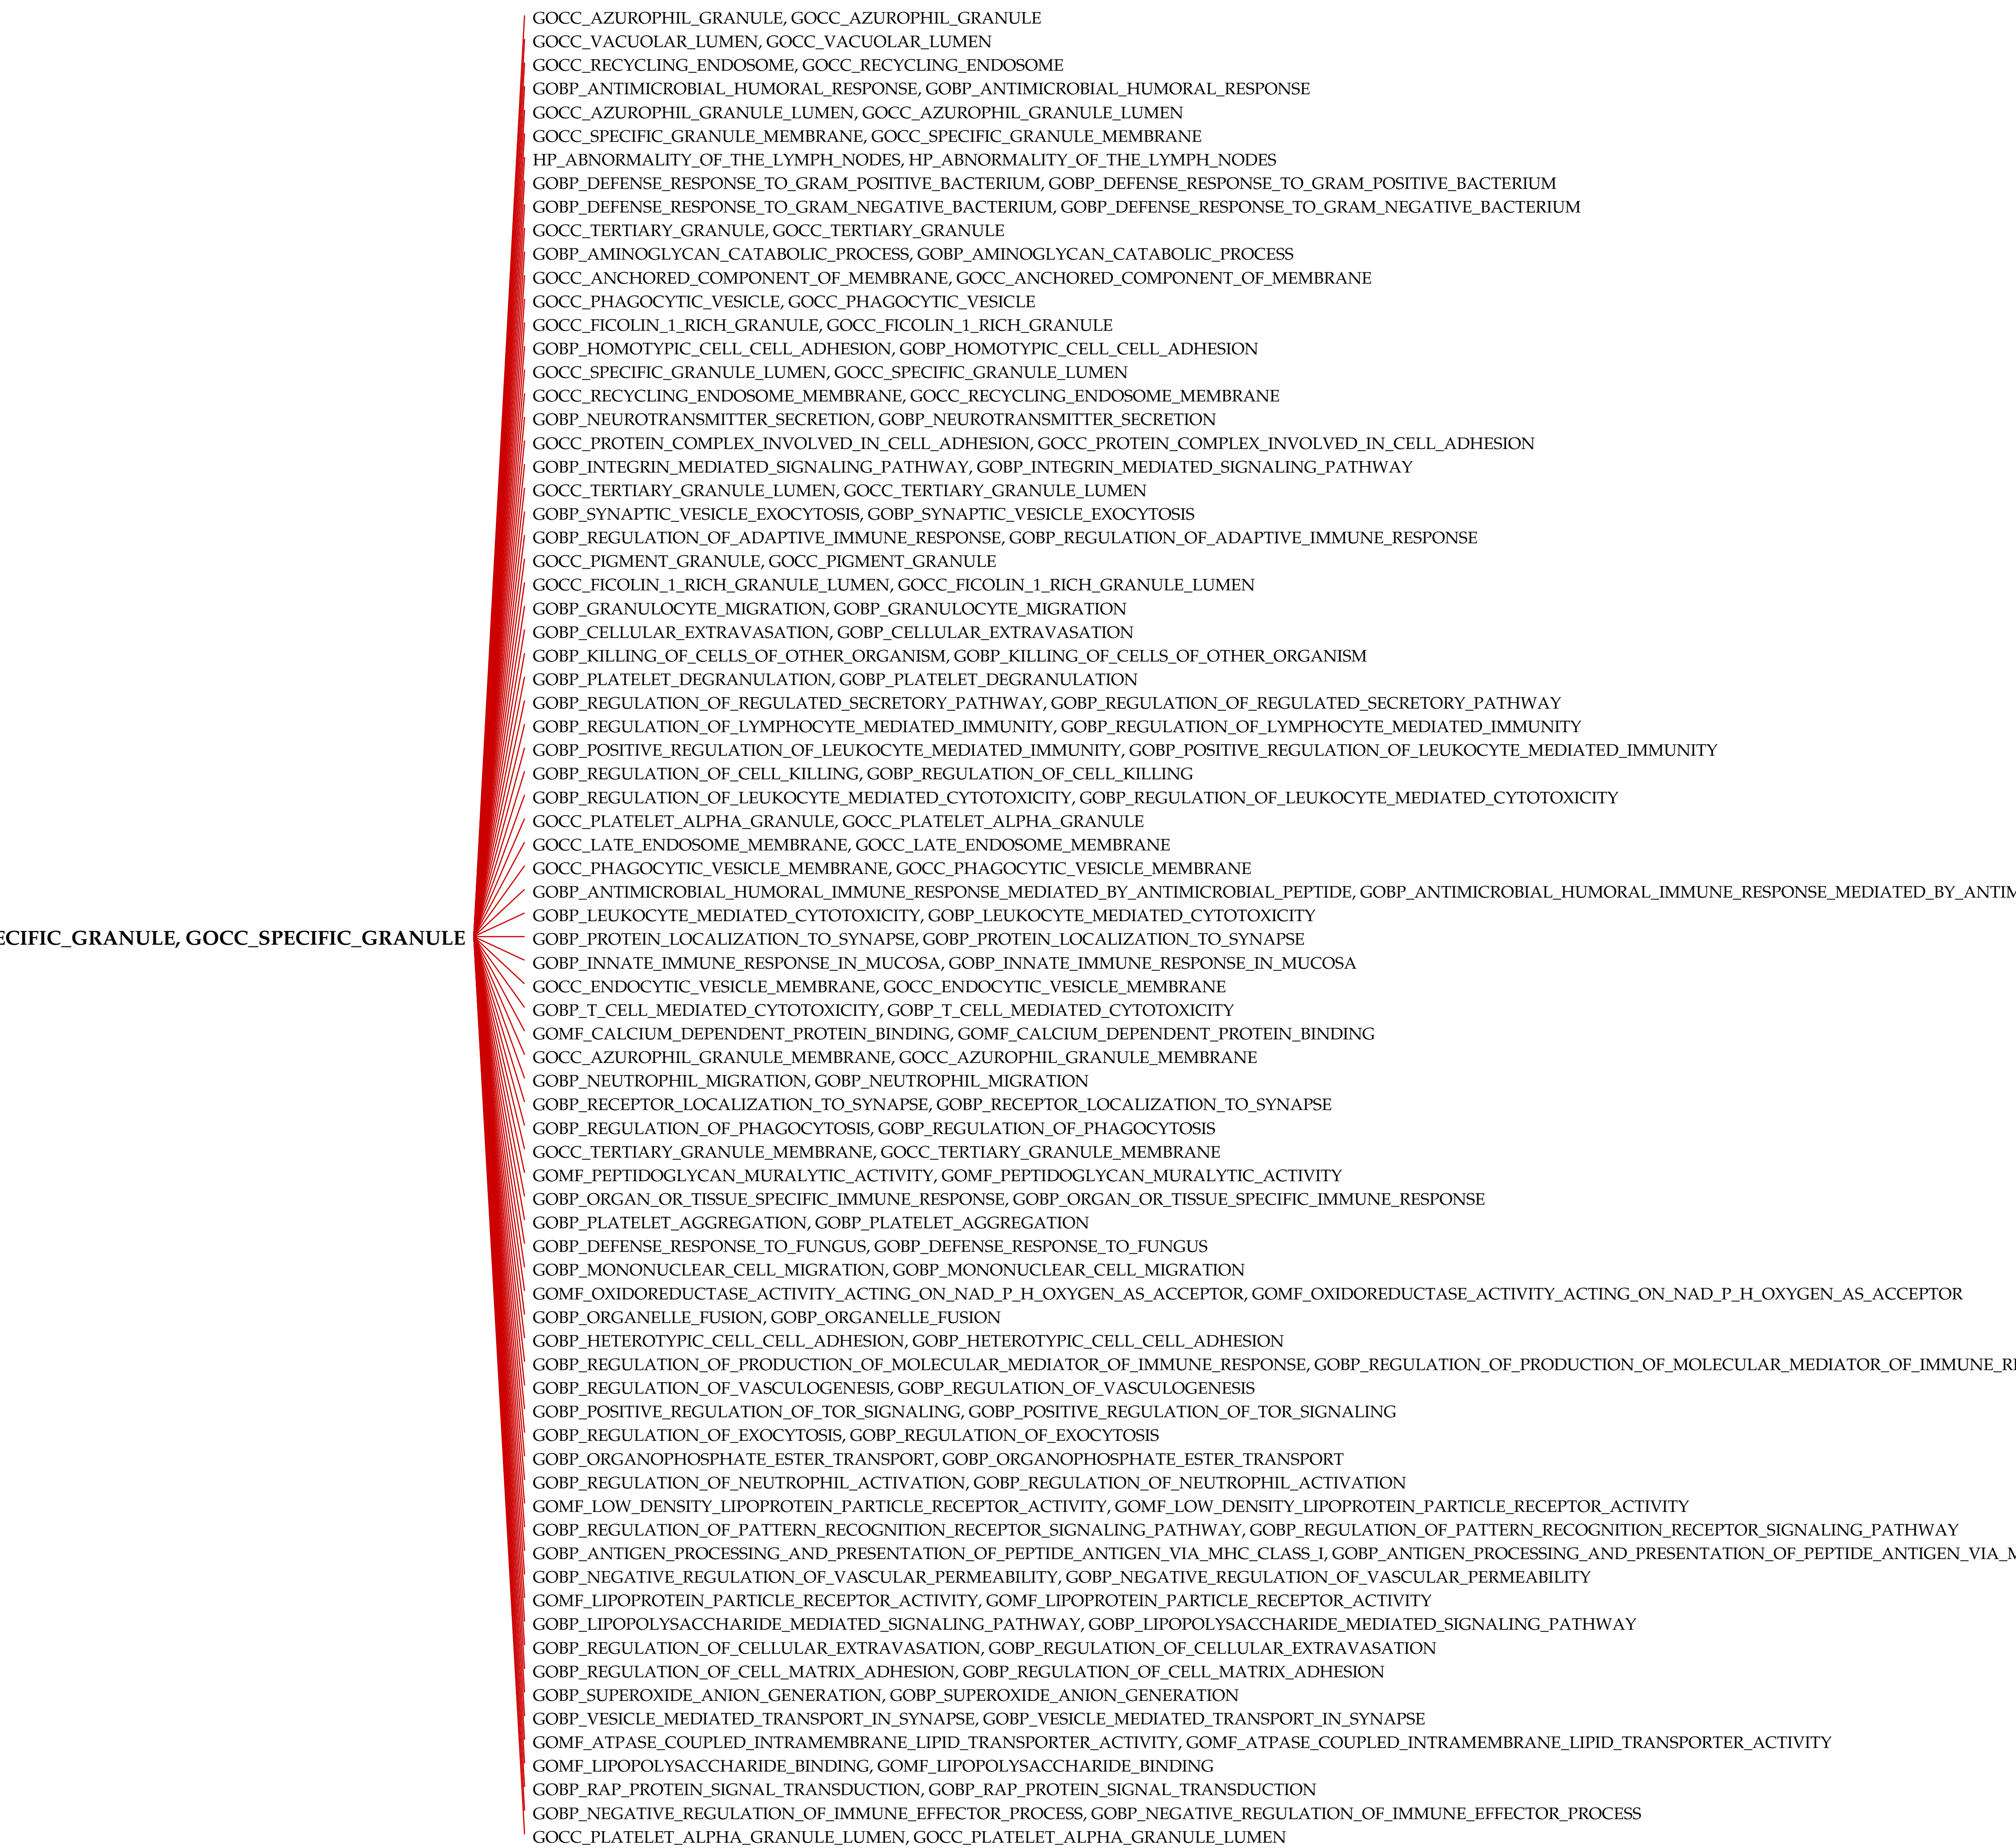 GOCC_AZUROPHIL_GRANULE, GOCC_AZUROPHIL_GRANULE
GOCC_VACUOLAR_LUMEN, GOCC_VACUOLAR_LUMEN
GOCC_RECYCLING_ENDOSOME, GOCC_RECYCLING_ENDOSOME
GOBP_ANTIMICROBIAL_HUMORAL_RESPONSE, GOBP_ANTIMICROBIAL_HUMORAL_RESPONSE
GOCC_AZUROPHIL_GRANULE_LUMEN, GOCC_AZUROPHIL_GRANULE_LUMEN
GOCC_SPECIFIC_GRANULE_MEMBRANE, GOCC_SPECIFIC_GRANULE_MEMBRANE
HP_ABNORMALITY_OF_THE_LYMPH_NODES, HP_ABNORMALITY_OF_THE_LYMPH_NODES
GOBP_DEFENSE_RESPONSE_TO_GRAM_POSITIVE_BACTERIUM, GOBP_DEFENSE_RESPONSE_TO_GRAM_POSITIVE_BACTERIUM
GOBP_DEFENSE_RESPONSE_TO_GRAM_NEGATIVE_BACTERIUM, GOBP_DEFENSE_RESPONSE_TO_GRAM_NEGATIVE_BACTERIUM
GOCC_TERTIARY_GRANULE, GOCC_TERTIARY_GRANULE
GOBP_AMINOGLYCAN_CATABOLIC_PROCESS, GOBP_AMINOGLYCAN_CATABOLIC_PROCESS
GOCC_ANCHORED_COMPONENT_OF_MEMBRANE, GOCC_ANCHORED_COMPONENT_OF_MEMBRANE
GOCC_PHAGOCYTIC_VESICLE, GOCC_PHAGOCYTIC_VESICLE
GOCC_FICOLIN_1_RICH_GRANULE, GOCC_FICOLIN_1_RICH_GRANULE
GOBP_HOMOTYPIC_CELL_CELL_ADHESION, GOBP_HOMOTYPIC_CELL_CELL_ADHESION
GOCC_SPECIFIC_GRANULE_LUMEN, GOCC_SPECIFIC_GRANULE_LUMEN
GOCC_RECYCLING_ENDOSOME_MEMBRANE, GOCC_RECYCLING_ENDOSOME_MEMBRANE
GOBP_NEUROTRANSMITTER_SECRETION, GOBP_NEUROTRANSMITTER_SECRETION
GOCC_PROTEIN_COMPLEX_INVOLVED_IN_CELL_ADHESION, GOCC_PROTEIN_COMPLEX_INVOLVED_IN_CELL_ADHESION
GOBP_INTEGRIN_MEDIATED_SIGNALING_PATHWAY, GOBP_INTEGRIN_MEDIATED_SIGNALING_PATHWAY
GOCC_TERTIARY_GRANULE_LUMEN, GOCC_TERTIARY_GRANULE_LUMEN
GOBP_SYNAPTIC_VESICLE_EXOCYTOSIS, GOBP_SYNAPTIC_VESICLE_EXOCYTOSIS
GOBP_REGULATION_OF_ADAPTIVE_IMMUNE_RESPONSE, GOBP_REGULATION_OF_ADAPTIVE_IMMUNE_RESPONSE
GOCC_PIGMENT_GRANULE, GOCC_PIGMENT_GRANULE
GOCC_FICOLIN_1_RICH_GRANULE_LUMEN, GOCC_FICOLIN_1_RICH_GRANULE_LUMEN
GOBP_GRANULOCYTE_MIGRATION, GOBP_GRANULOCYTE_MIGRATION
GOBP_CELLULAR_EXTRAVASATION, GOBP_CELLULAR_EXTRAVASATION
GOBP_KILLING_OF_CELLS_OF_OTHER_ORGANISM, GOBP_KILLING_OF_CELLS_OF_OTHER_ORGANISM
GOBP_PLATELET_DEGRANULATION, GOBP_PLATELET_DEGRANULATION
GOBP_REGULATION_OF_REGULATED_SECRETORY_PATHWAY, GOBP_REGULATION_OF_REGULATED_SECRETORY_PATHWAY
GOBP_REGULATION_OF_LYMPHOCYTE_MEDIATED_IMMUNITY, GOBP_REGULATION_OF_LYMPHOCYTE_MEDIATED_IMMUNITY
GOBP_POSITIVE_REGULATION_OF_LEUKOCYTE_MEDIATED_IMMUNITY, GOBP_POSITIVE_REGULATION_OF_LEUKOCYTE_MEDIATED_IMMUNITY
GOBP_REGULATION_OF_CELL_KILLING, GOBP_REGULATION_OF_CELL_KILLING
GOBP_REGULATION_OF_LEUKOCYTE_MEDIATED_CYTOTOXICITY, GOBP_REGULATION_OF_LEUKOCYTE_MEDIATED_CYTOTOXICITY
GOCC_PLATELET_ALPHA_GRANULE, GOCC_PLATELET_ALPHA_GRANULE
GOCC_LATE_ENDOSOME_MEMBRANE, GOCC_LATE_ENDOSOME_MEMBRANE
GOCC_PHAGOCYTIC_VESICLE_MEMBRANE, GOCC_PHAGOCYTIC_VESICLE_MEMBRANE
GOBP_ANTIMICROBIAL_HUMORAL_IMMUNE_RESPONSE_MEDIATED_BY_ANTIMICROBIAL_PEPTIDE, GOBP_ANTIMICROBIAL_HUMORAL_IMMUNE_RESPONSE_MEDIATED_BY_ANTIM
GOBP_LEUKOCYTE_MEDIATED_CYTOTOXICITY, GOBP_LEUKOCYTE_MEDIATED_CYTOTOXICITY
ECIFIC_GRANULE, GOCC_SPECIFIC_GRANULE
GOBP_PROTEIN_LOCALIZATION_TO_SYNAPSE, GOBP_PROTEIN_LOCALIZATION_TO_SYNAPSE
GOBP_INNATE_IMMUNE_RESPONSE_IN_MUCOSA, GOBP_INNATE_IMMUNE_RESPONSE_IN_MUCOSA
GOCC_ENDOCYTIC_VESICLE_MEMBRANE, GOCC_ENDOCYTIC_VESICLE_MEMBRANE
GOBP_T_CELL_MEDIATED_CYTOTOXICITY, GOBP_T_CELL_MEDIATED_CYTOTOXICITY
GOMF_CALCIUM_DEPENDENT_PROTEIN_BINDING, GOMF_CALCIUM_DEPENDENT_PROTEIN_BINDING
GOCC_AZUROPHIL_GRANULE_MEMBRANE, GOCC_AZUROPHIL_GRANULE_MEMBRANE
GOBP_NEUTROPHIL_MIGRATION, GOBP_NEUTROPHIL_MIGRATION
GOBP_RECEPTOR_LOCALIZATION_TO_SYNAPSE, GOBP_RECEPTOR_LOCALIZATION_TO_SYNAPSE
GOBP_REGULATION_OF_PHAGOCYTOSIS, GOBP_REGULATION_OF_PHAGOCYTOSIS
GOCC_TERTIARY_GRANULE_MEMBRANE, GOCC_TERTIARY_GRANULE_MEMBRANE
GOMF_PEPTIDOGLYCAN_MURALYTIC_ACTIVITY, GOMF_PEPTIDOGLYCAN_MURALYTIC_ACTIVITY
GOBP_ORGAN_OR_TISSUE_SPECIFIC_IMMUNE_RESPONSE, GOBP_ORGAN_OR_TISSUE_SPECIFIC_IMMUNE_RESPONSE
GOBP_PLATELET_AGGREGATION, GOBP_PLATELET_AGGREGATION
GOBP_DEFENSE_RESPONSE_TO_FUNGUS, GOBP_DEFENSE_RESPONSE_TO_FUNGUS
GOBP_MONONUCLEAR_CELL_MIGRATION, GOBP_MONONUCLEAR_CELL_MIGRATION
GOMF_OXIDOREDUCTASE_ACTIVITY_ACTING_ON_NAD_P_H_OXYGEN_AS_ACCEPTOR, GOMF_OXIDOREDUCTASE_ACTIVITY_ACTING_ON_NAD_P_H_OXYGEN_AS_ACCEPTOR
GOBP_ORGANELLE_FUSION, GOBP_ORGANELLE_FUSION
GOBP_HETEROTYPIC_CELL_CELL_ADHESION, GOBP_HETEROTYPIC_CELL_CELL_ADHESION
GOBP_REGULATION_OF_PRODUCTION_OF_MOLECULAR_MEDIATOR_OF_IMMUNE_RESPONSE, GOBP_REGULATION_OF_PRODUCTION_OF_MOLECULAR_MEDIATOR_OF_IMMUNE_RE
GOBP_REGULATION_OF_VASCULOGENESIS, GOBP_REGULATION_OF_VASCULOGENESIS
GOBP_POSITIVE_REGULATION_OF_TOR_SIGNALING, GOBP_POSITIVE_REGULATION_OF_TOR_SIGNALING
GOBP_REGULATION_OF_EXOCYTOSIS, GOBP_REGULATION_OF_EXOCYTOSIS
GOBP_ORGANOPHOSPHATE_ESTER_TRANSPORT, GOBP_ORGANOPHOSPHATE_ESTER_TRANSPORT
GOBP_REGULATION_OF_NEUTROPHIL_ACTIVATION, GOBP_REGULATION_OF_NEUTROPHIL_ACTIVATION
GOMF_LOW_DENSITY_LIPOPROTEIN_PARTICLE_RECEPTOR_ACTIVITY, GOMF_LOW_DENSITY_LIPOPROTEIN_PARTICLE_RECEPTOR_ACTIVITY
GOBP_REGULATION_OF_PATTERN_RECOGNITION_RECEPTOR_SIGNALING_PATHWAY, GOBP_REGULATION_OF_PATTERN_RECOGNITION_RECEPTOR_SIGNALING_PATHWAY
GOBP_ANTIGEN_PROCESSING_AND_PRESENTATION_OF_PEPTIDE_ANTIGEN_VIA_MHC_CLASS_I, GOBP_ANTIGEN_PROCESSING_AND_PRESENTATION_OF_PEPTIDE_ANTIGEN_VIA_M
GOBP_NEGATIVE_REGULATION_OF_VASCULAR_PERMEABILITY, GOBP_NEGATIVE_REGULATION_OF_VASCULAR_PERMEABILITY
GOMF_LIPOPROTEIN_PARTICLE_RECEPTOR_ACTIVITY, GOMF_LIPOPROTEIN_PARTICLE_RECEPTOR_ACTIVITY
GOBP_LIPOPOLYSACCHARIDE_MEDIATED_SIGNALING_PATHWAY, GOBP_LIPOPOLYSACCHARIDE_MEDIATED_SIGNALING_PATHWAY
GOBP_REGULATION_OF_CELLULAR_EXTRAVASATION, GOBP_REGULATION_OF_CELLULAR_EXTRAVASATION
GOBP_REGULATION_OF_CELL_MATRIX_ADHESION, GOBP_REGULATION_OF_CELL_MATRIX_ADHESION
GOBP_SUPEROXIDE_ANION_GENERATION, GOBP_SUPEROXIDE_ANION_GENERATION
GOBP_VESICLE_MEDIATED_TRANSPORT_IN_SYNAPSE, GOBP_VESICLE_MEDIATED_TRANSPORT_IN_SYNAPSE
GOMF_ATPASE_COUPLED_INTRAMEMBRANE_LIPID_TRANSPORTER_ACTIVITY, GOMF_ATPASE_COUPLED_INTRAMEMBRANE_LIPID_TRANSPORTER_ACTIVITY
GOMF_LIPOPOLYSACCHARIDE_BINDING, GOMF_LIPOPOLYSACCHARIDE_BINDING
GOBP_RAP_PROTEIN_SIGNAL_TRANSDUCTION, GOBP_RAP_PROTEIN_SIGNAL_TRANSDUCTION
GOBP_NEGATIVE_REGULATION_OF_IMMUNE_EFFECTOR_PROCESS, GOBP_NEGATIVE_REGULATION_OF_IMMUNE_EFFECTOR_PROCESS
GOCC_PLATELET_ALPHA_GRANULE_LUMEN, GOCC_PLATELET_ALPHA_GRANULE_LUMEN